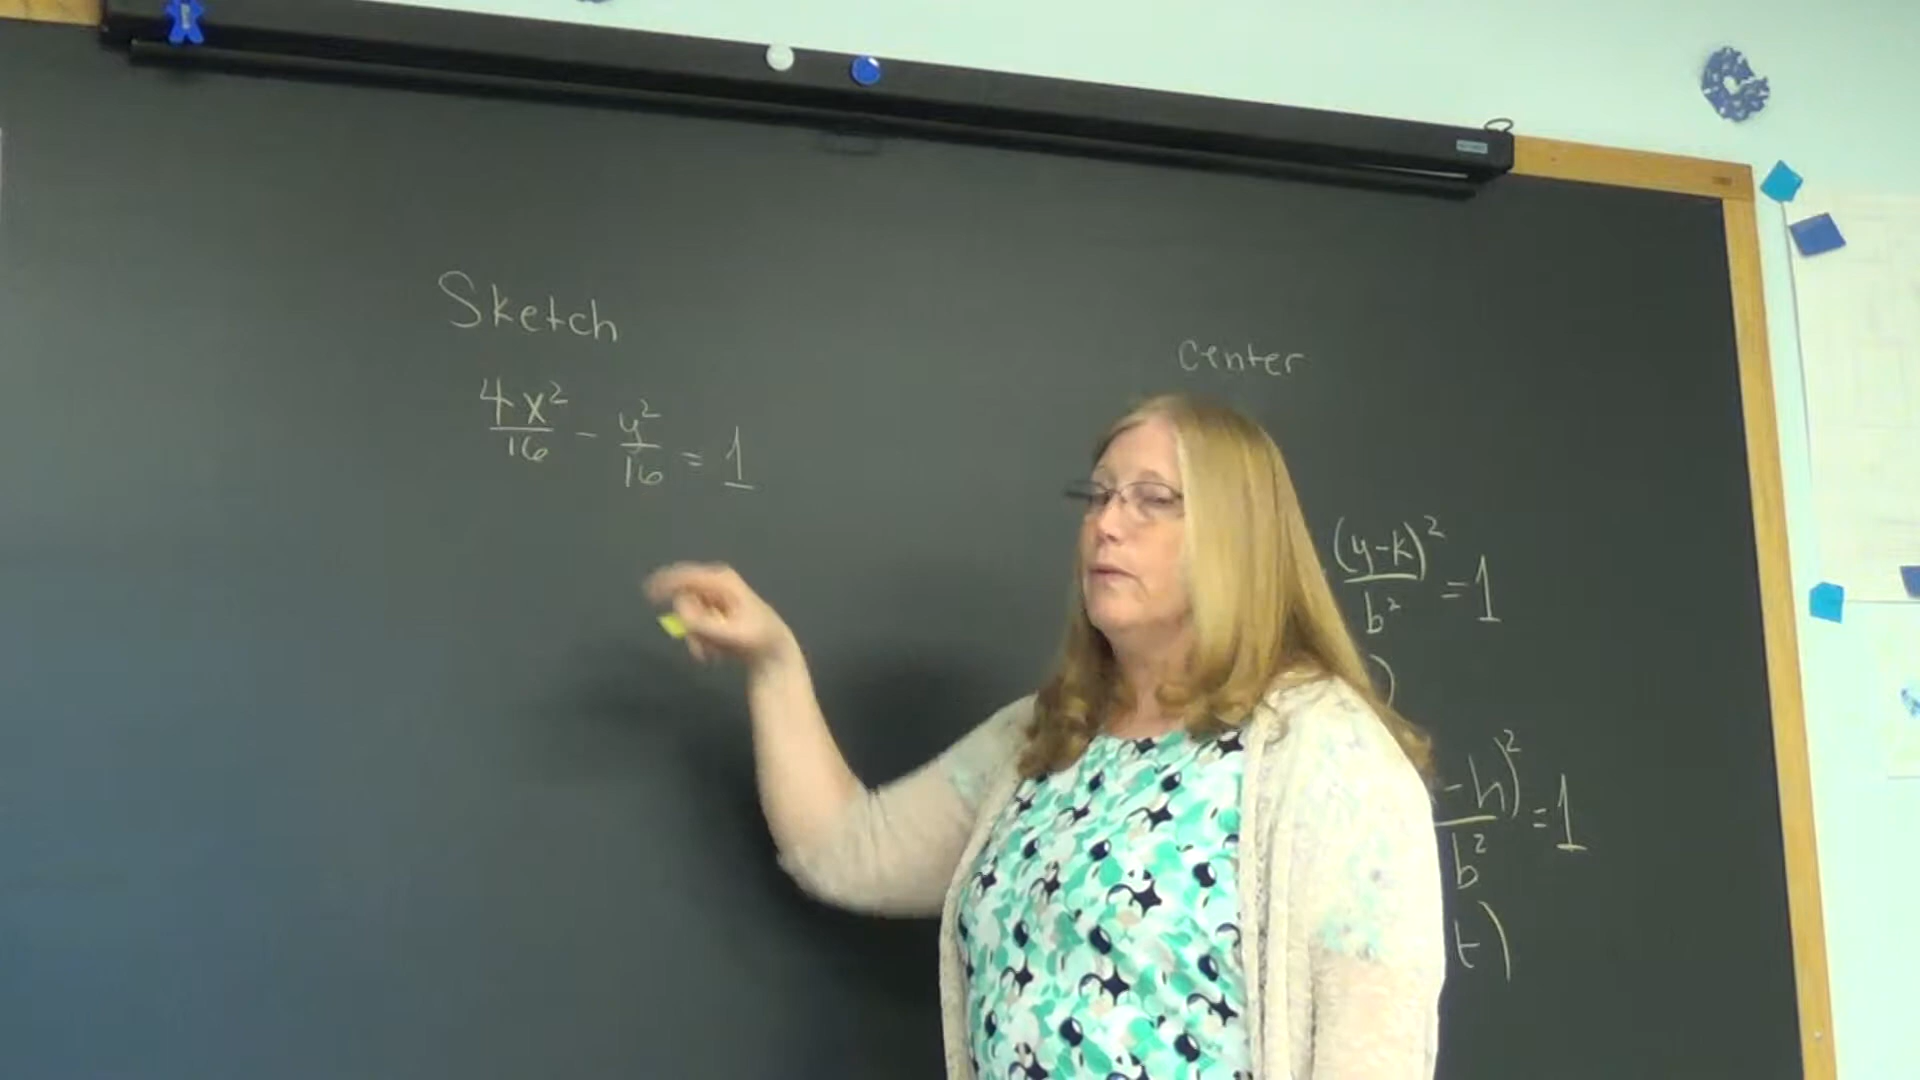 Sketch
4x²/16 - y²/16 = 1
center
(y-k)²/b² = 1
)
-h)²/b² = 1
t)